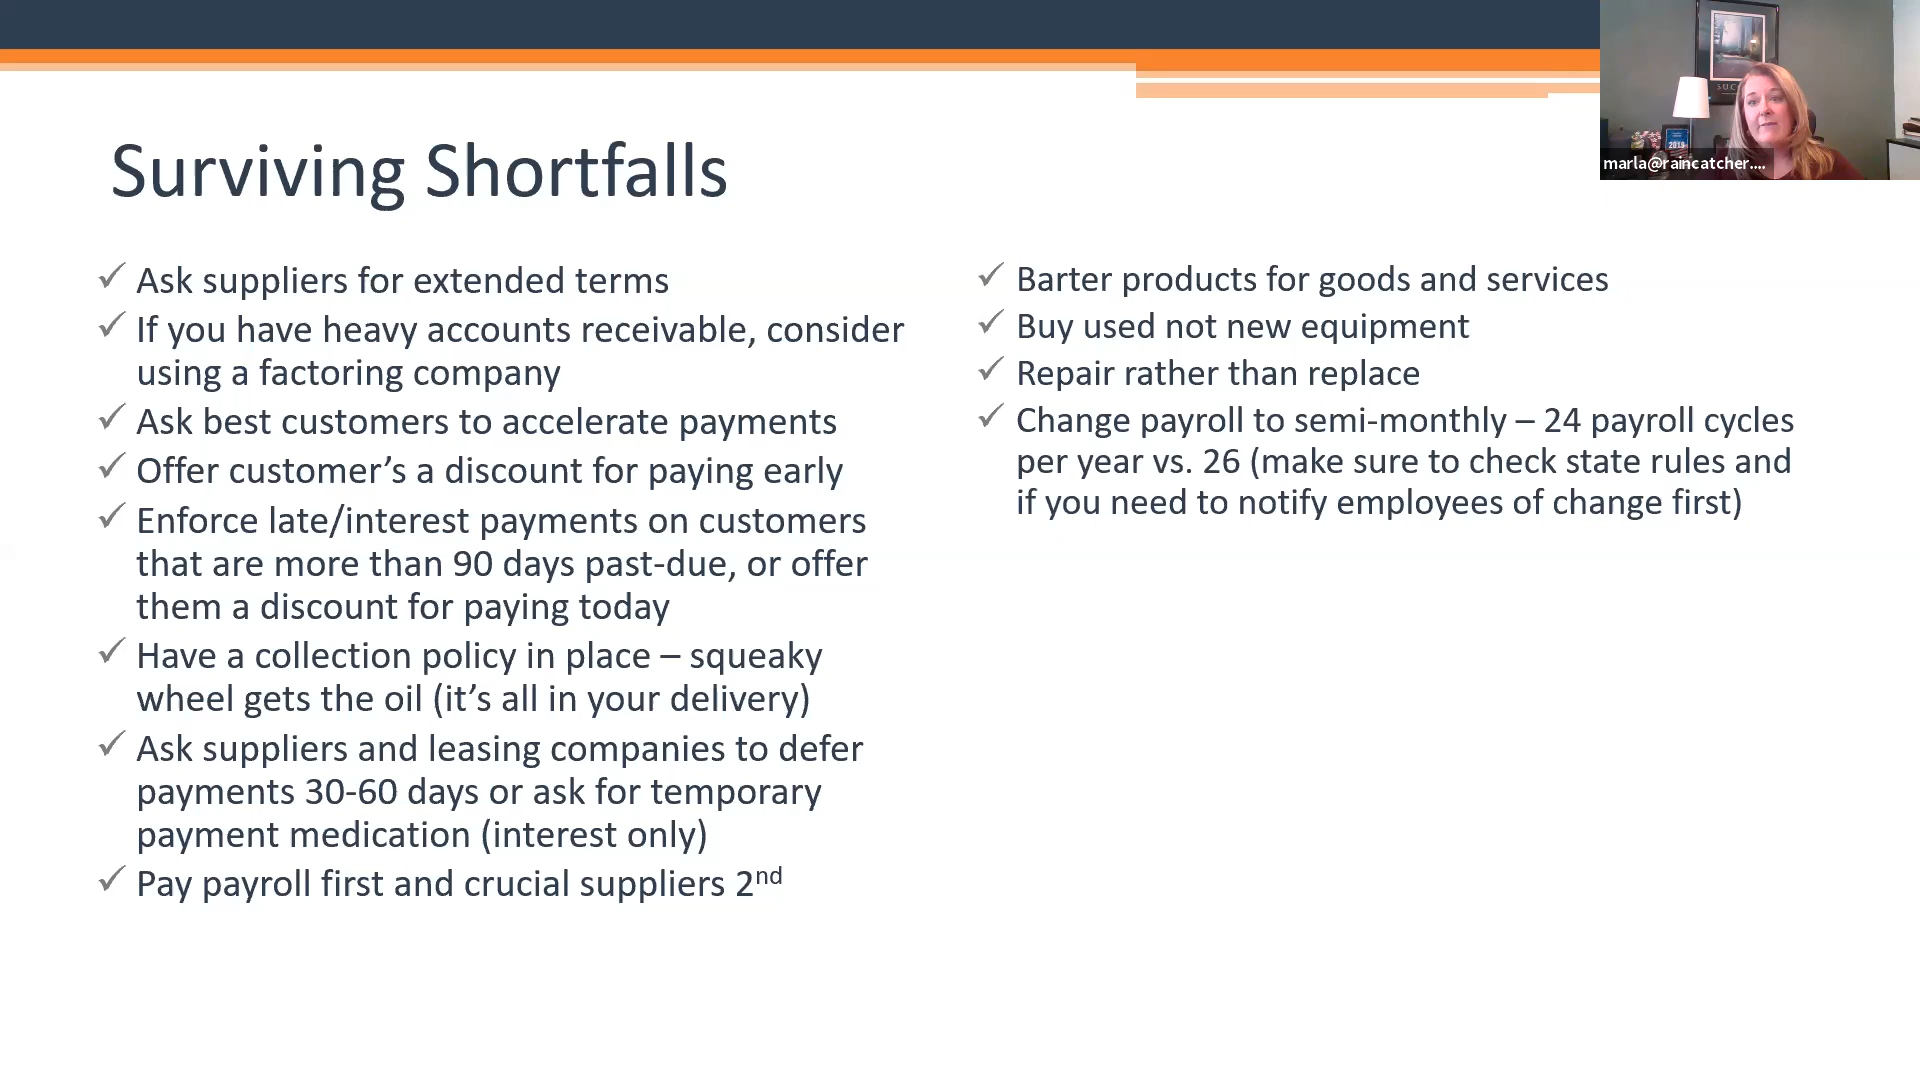 Surviving Shortfalls
✓ Ask suppliers for extended terms
✓ If you have heavy accounts receivable, consider
using a factoring company
✓ Ask best customers to accelerate payments
✓ Offer customer’s a discount for paying early
✓ Enforce late/interest payments on customers
that are more than 90 days past-due, or offer
them a discount for paying today
✓ Have a collection policy in place – squeaky
wheel gets the oil (it’s all in your delivery)
✓ Ask suppliers and leasing companies to defer
payments 30-60 days or ask for temporary
payment medication (interest only)
✓ Pay payroll first and crucial suppliers 2nd
✓ Barter products for goods and services
✓ Buy used not new equipment
✓ Repair rather than replace
✓ Change payroll to semi-monthly – 24 payroll cycles
per year vs. 26 (make sure to check state rules and
if you need to notify employees of change first)
2019
marla@raincatcher....